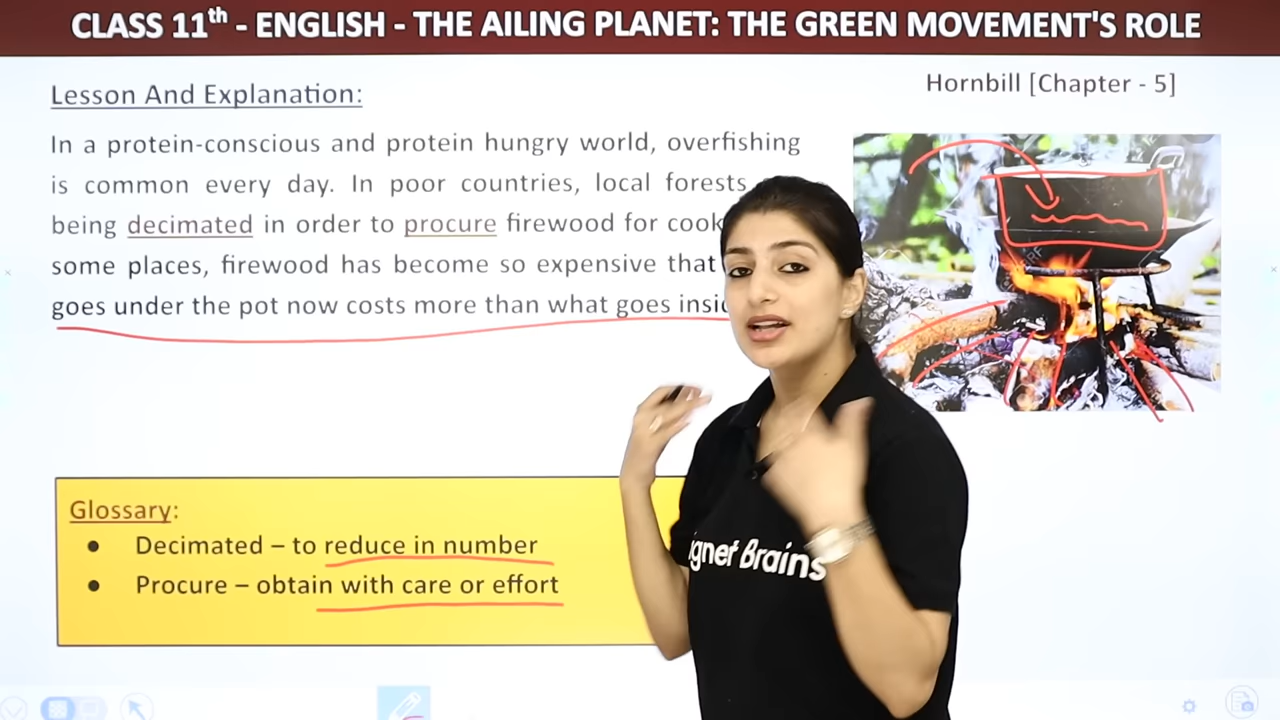 CLASS 11th - ENGLISH - THE AILING PLANET: THE GREEN MOVEMENT'S ROLE
Hornbill [Chapter - 5]
Lesson And Explanation:
In a protein-conscious and protein hungry world, overfishing
is common every day. In poor countries, local forests
being decimated in order to procure firewood for
some places, firewood has become so expensive that
goes under the pot now costs more than what goes
Glossary:
● Decimated – to reduce in number
● Procure – obtain with care or effort
Brains